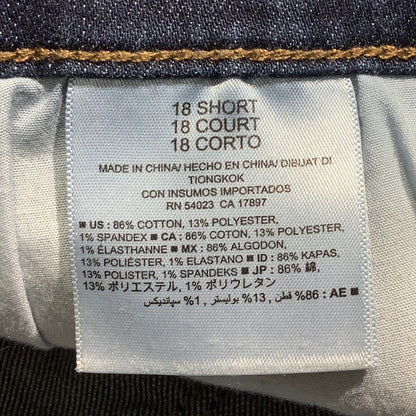 18 SHORT
18 COURT
18 CORTO
MADE IN CHINA/ HECHO EN CHINA/ DIBUAT DI
TIONGKOK
CON INSUMOS IMPORTADOS
RN 54023 CA 17897
■ US : 86% COTTON, 13% POLYESTER,
1% SPANDEX ■ CA : 86% COTON, 13% POLYESTER,
1% ÉLASTHANNE ■ MX : 86% ALGODON,
13% POLIÉSTER, 1% ELASTANO ■ ID : 86% KAPAS,
13% PLISTER, 1% SPANDEKS ■ JP : 86% 綿,
13% ポリエステル, 1% ポリウレタン
■ AE : 86% قطن, 13% بوليستر, 1% سپانديكس